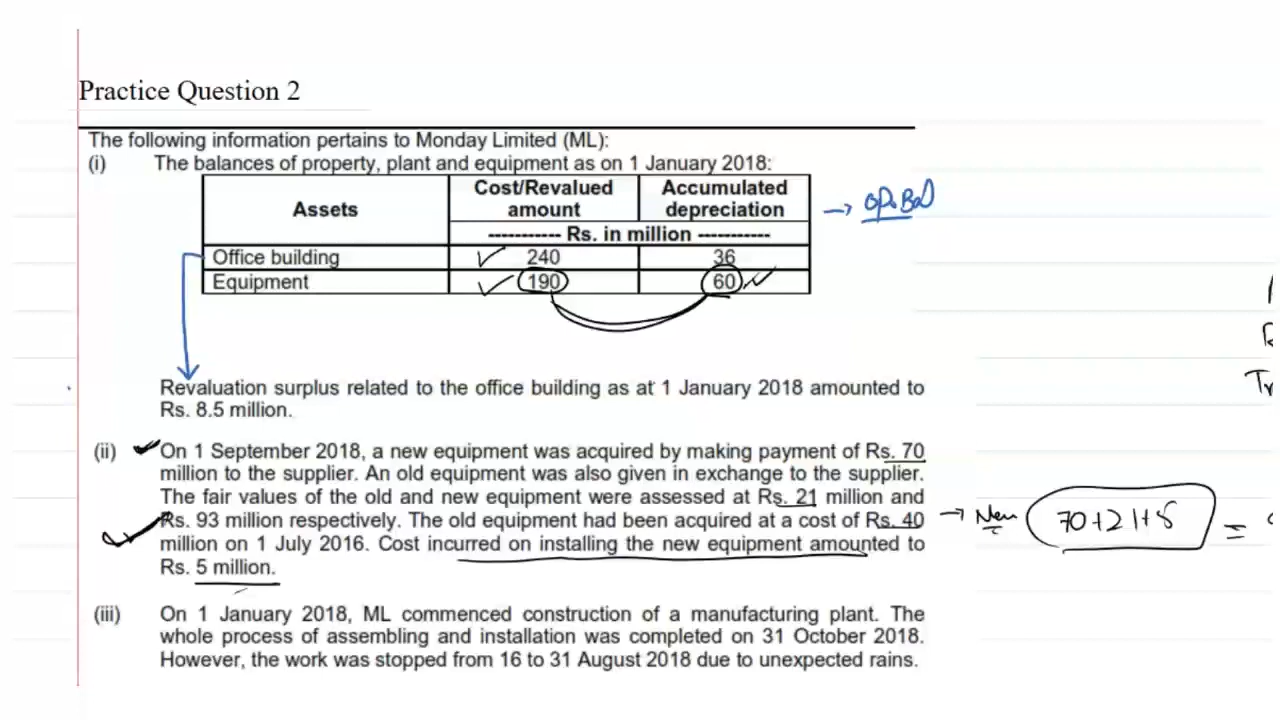 Practice Question 2
The following information pertains to Monday Limited (ML):
(i) The balances of property, plant and equipment as on 1 January 2018:
Assets Cost/Revalued amount Accumulated depreciation
----------- Rs. in million -----------
→ OP. Bal
Office building 240 36
Equipment 190 60
Revaluation surplus related to the office building as at 1 January 2018 amounted to
Rs. 8.5 million.
(ii) On 1 September 2018, a new equipment was acquired by making payment of Rs. 70
million to the supplier. An old equipment was also given in exchange to the supplier.
The fair values of the old and new equipment were assessed at Rs. 21 million and
Rs. 93 million respectively. The old equipment had been acquired at a cost of Rs. 40
million on 1 July 2016. Cost incurred on installing the new equipment amounted to
Rs. 5 million.
→ New 70+21+5 =
(iii) On 1 January 2018, ML commenced construction of a manufacturing plant. The
whole process of assembling and installation was completed on 31 October 2018.
However, the work was stopped from 16 to 31 August 2018 due to unexpected rains.